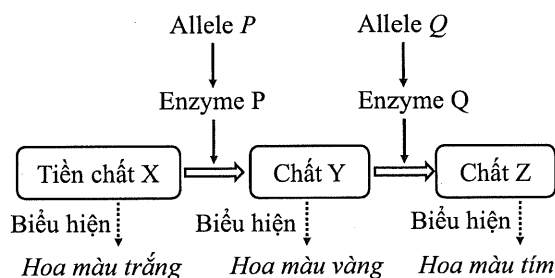 Allele P Allele Q
Enzyme P Enzyme Q
Tiền chất X Chất Y Chất Z
Biểu hiện Biểu hiện Biểu hiện
Hoa màu trắng Hoa màu vàng Hoa màu tím